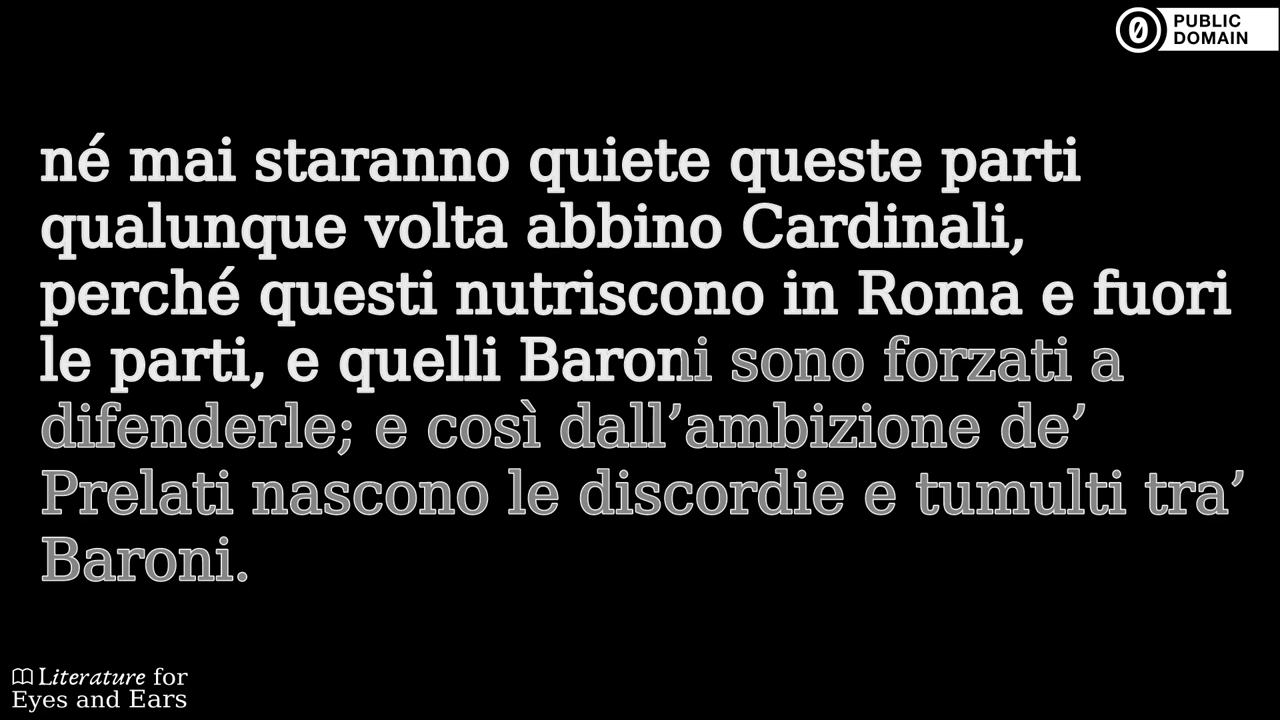 PUBLIC
DOMAIN
né mai staranno quiete queste parti
qualunque volta abbino Cardinali,
perché questi nutriscono in Roma e fuori
le parti, e quelli Baroni sono forzati a
difenderle; e così dall’ambizione de’
Prelati nascono le discordie e tumulti tra’
Baroni.
Literature for
Eyes and Ears